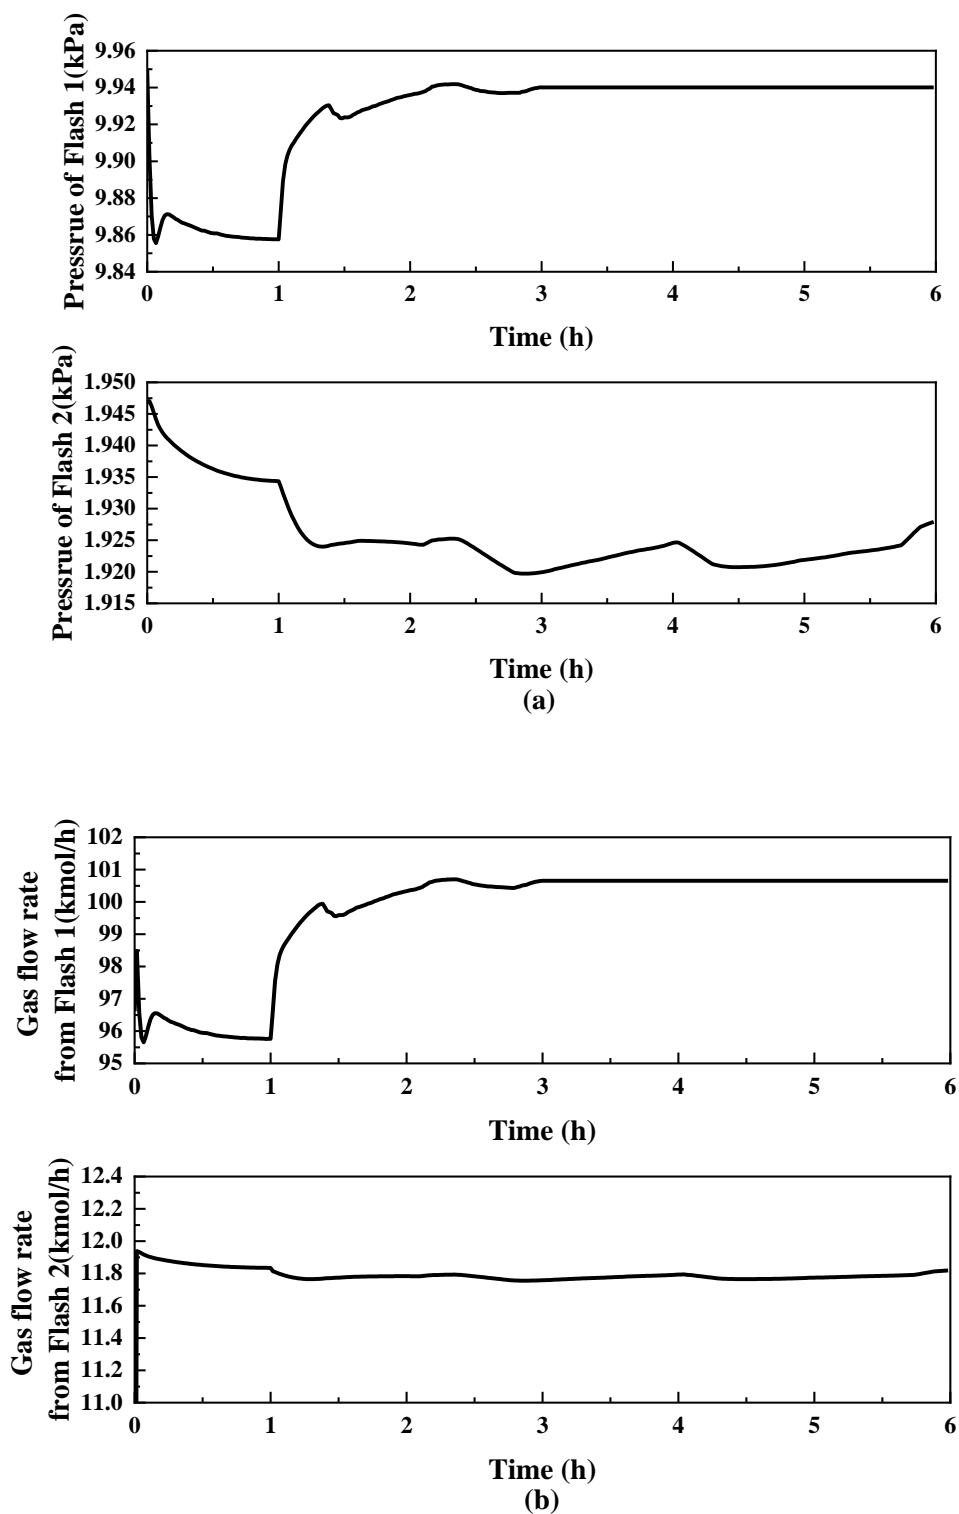 Pressrue of Flash 1(kPa)
9.96
9.94
9.92
9.90
9.88
9.86
9.84
0 1 2 3 4 5 6
Time (h)
Pressrue of Flash 2(kPa)
1.950
1.945
1.940
1.935
1.930
1.925
1.920
1.915
0 1 2 3 4 5 6
Time (h)
(a)
Gas flow rate
from Flash 1(kmol/h)
102
101
100
99
98
97
96
95
0 1 2 3 4 5 6
Time (h)
Gas flow rate
from Flash 2(kmol/h)
12.4
12.2
12.0
11.8
11.6
11.4
11.2
11.0
0 1 2 3 4 5 6
Time (h)
(b)